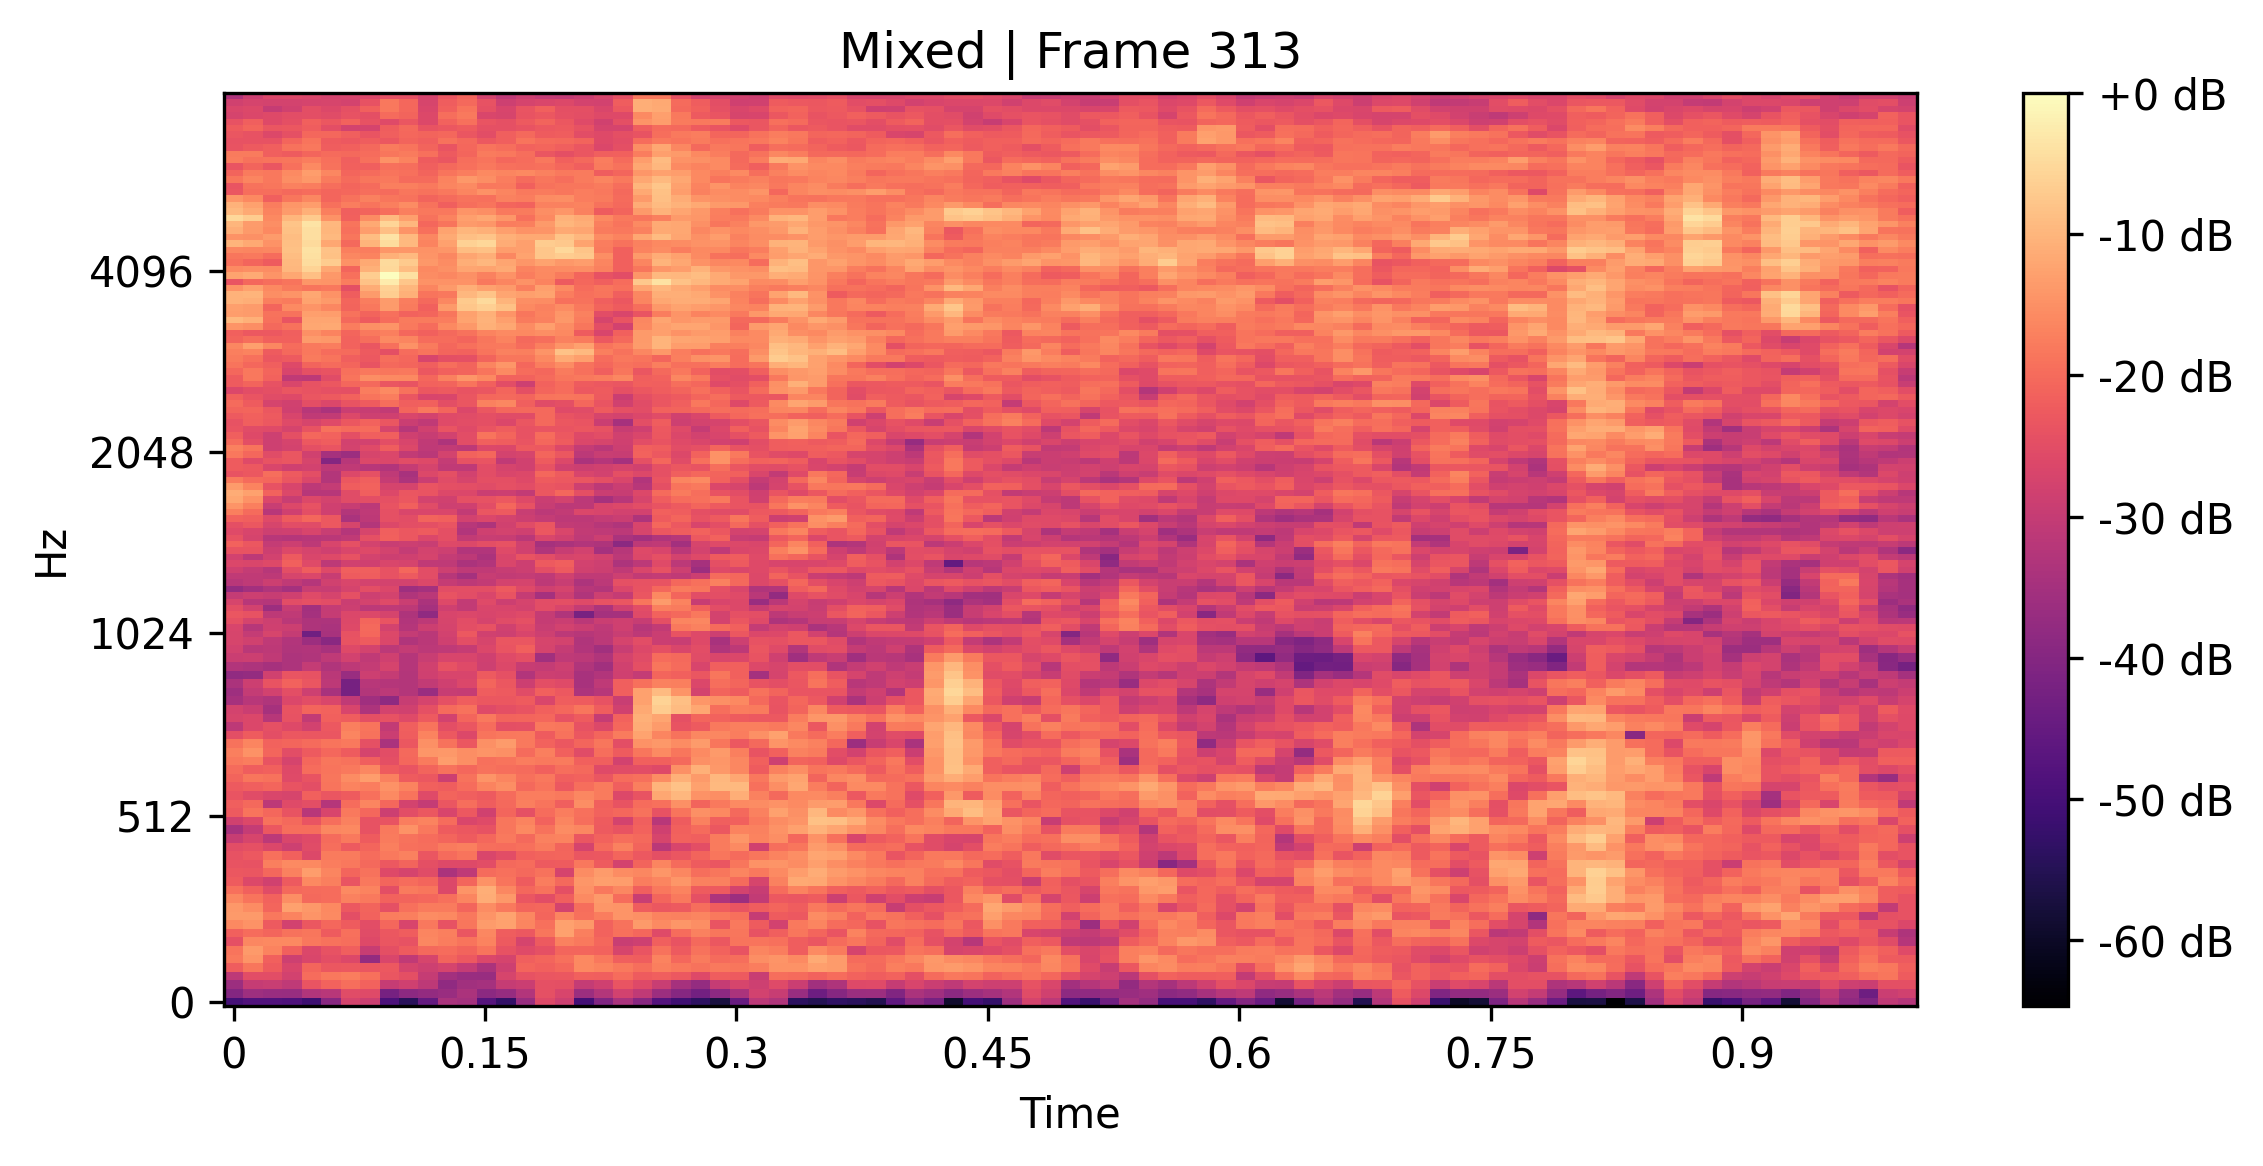 Mixed | Frame 313
+0 dB
-10 dB
-20 dB
-30 dB
-40 dB
-50 dB
-60 dB
Hz
4096
2048
1024
512
0
0 0.15 0.3 0.45 0.6 0.75 0.9
Time